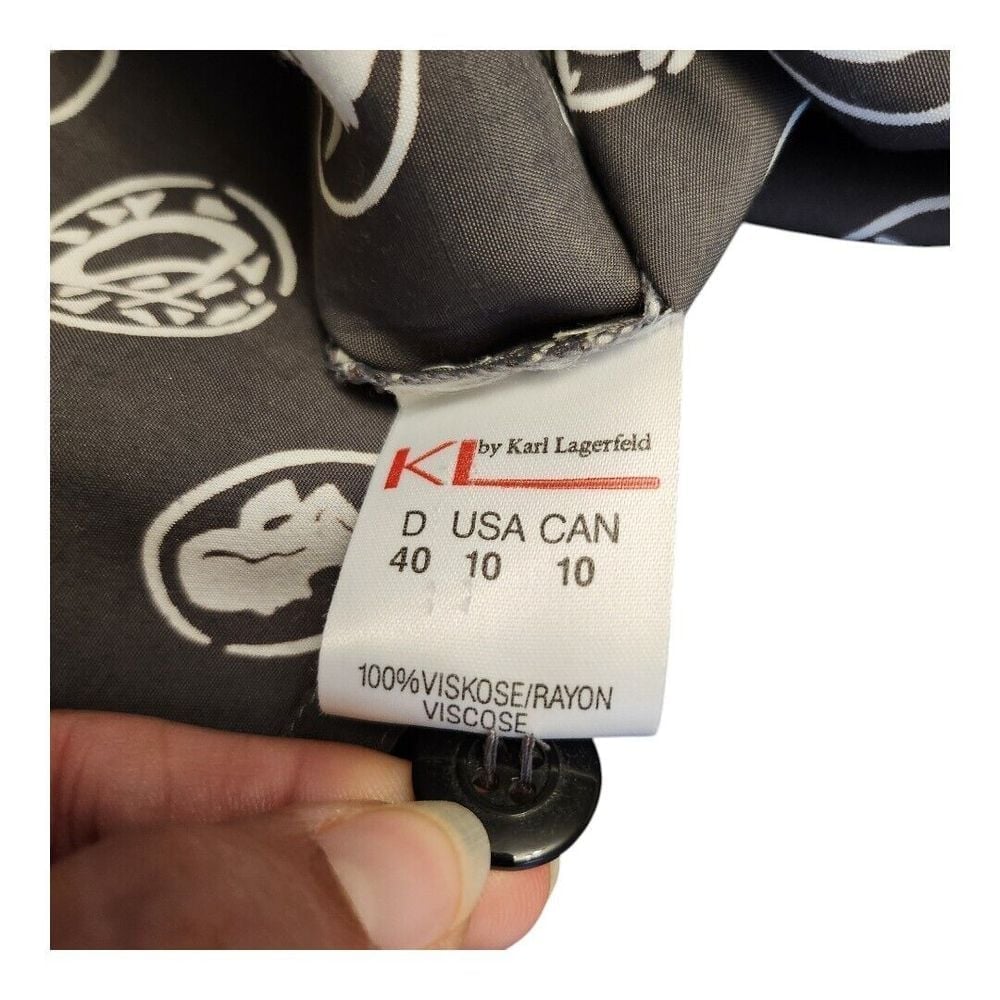 KL by Karl Lagerfeld
D USA CAN
40 10 10
100%VISKOSE/RAYON
VISCOSE